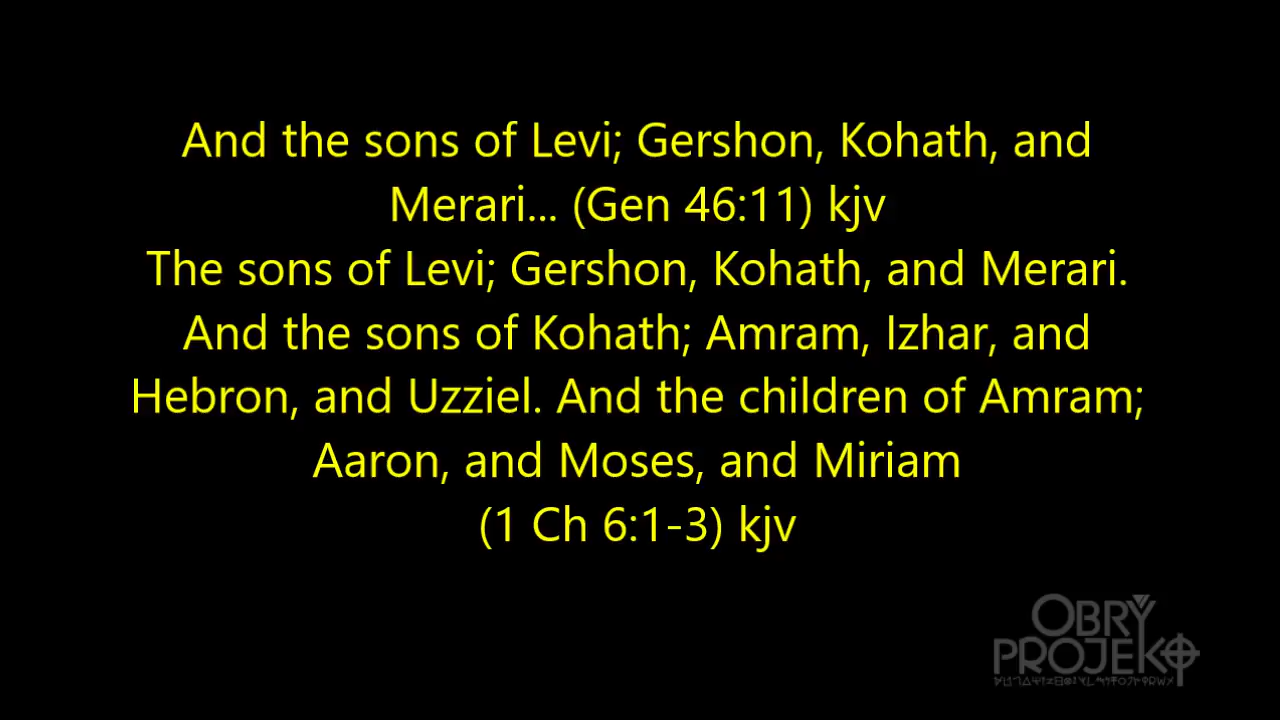 And the sons of Levi; Gershon, Kohath, and
Merari... (Gen 46:11) kjv
The sons of Levi; Gershon, Kohath, and Merari.
And the sons of Kohath; Amram, Izhar, and
Hebron, and Uzziel. And the children of Amram;
Aaron, and Moses, and Miriam
(1 Ch 6:1-3) kjv
OBRY
PROJEKT